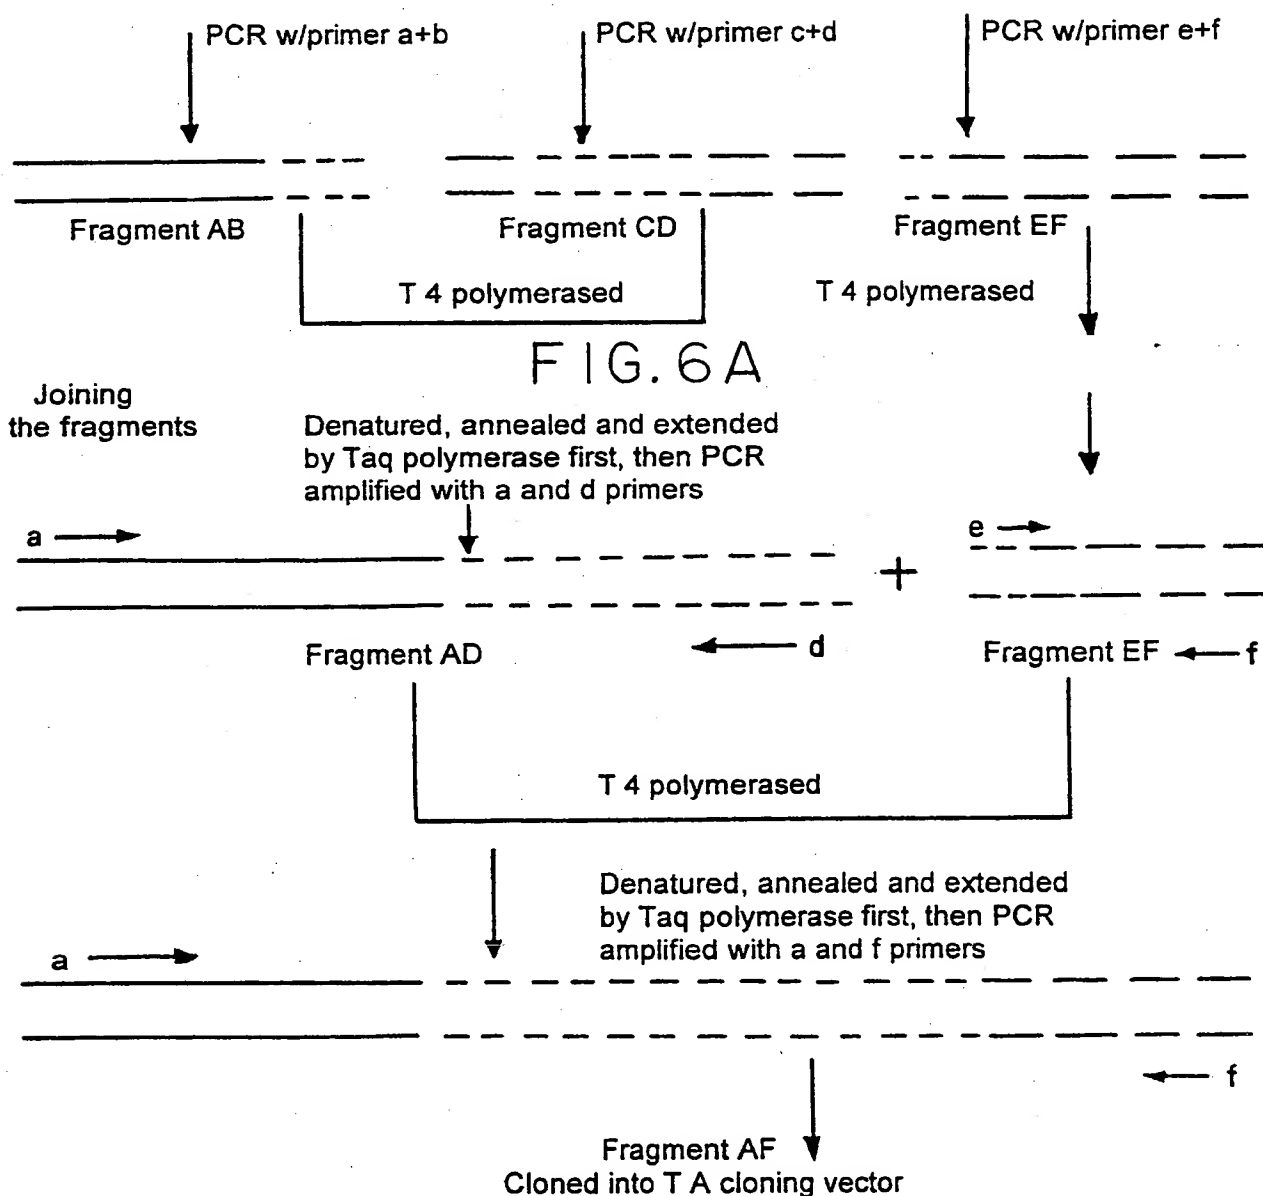 PCR w/primer a+b
PCR w/primer c+d
PCR w/primer e+f
Fragment AB
Fragment CD
Fragment EF
T 4 polymerased
T 4 polymerased
FIG. 6A
Joining
the fragments
Denatured, annealed and extended
by Taq polymerase first, then PCR
amplified with a and d primers
a
e
+
d
f
Fragment AD
Fragment EF
T 4 polymerased
Denatured, annealed and extended
by Taq polymerase first, then PCR
amplified with a and f primers
a
f
Fragment AF
Cloned into T A cloning vector